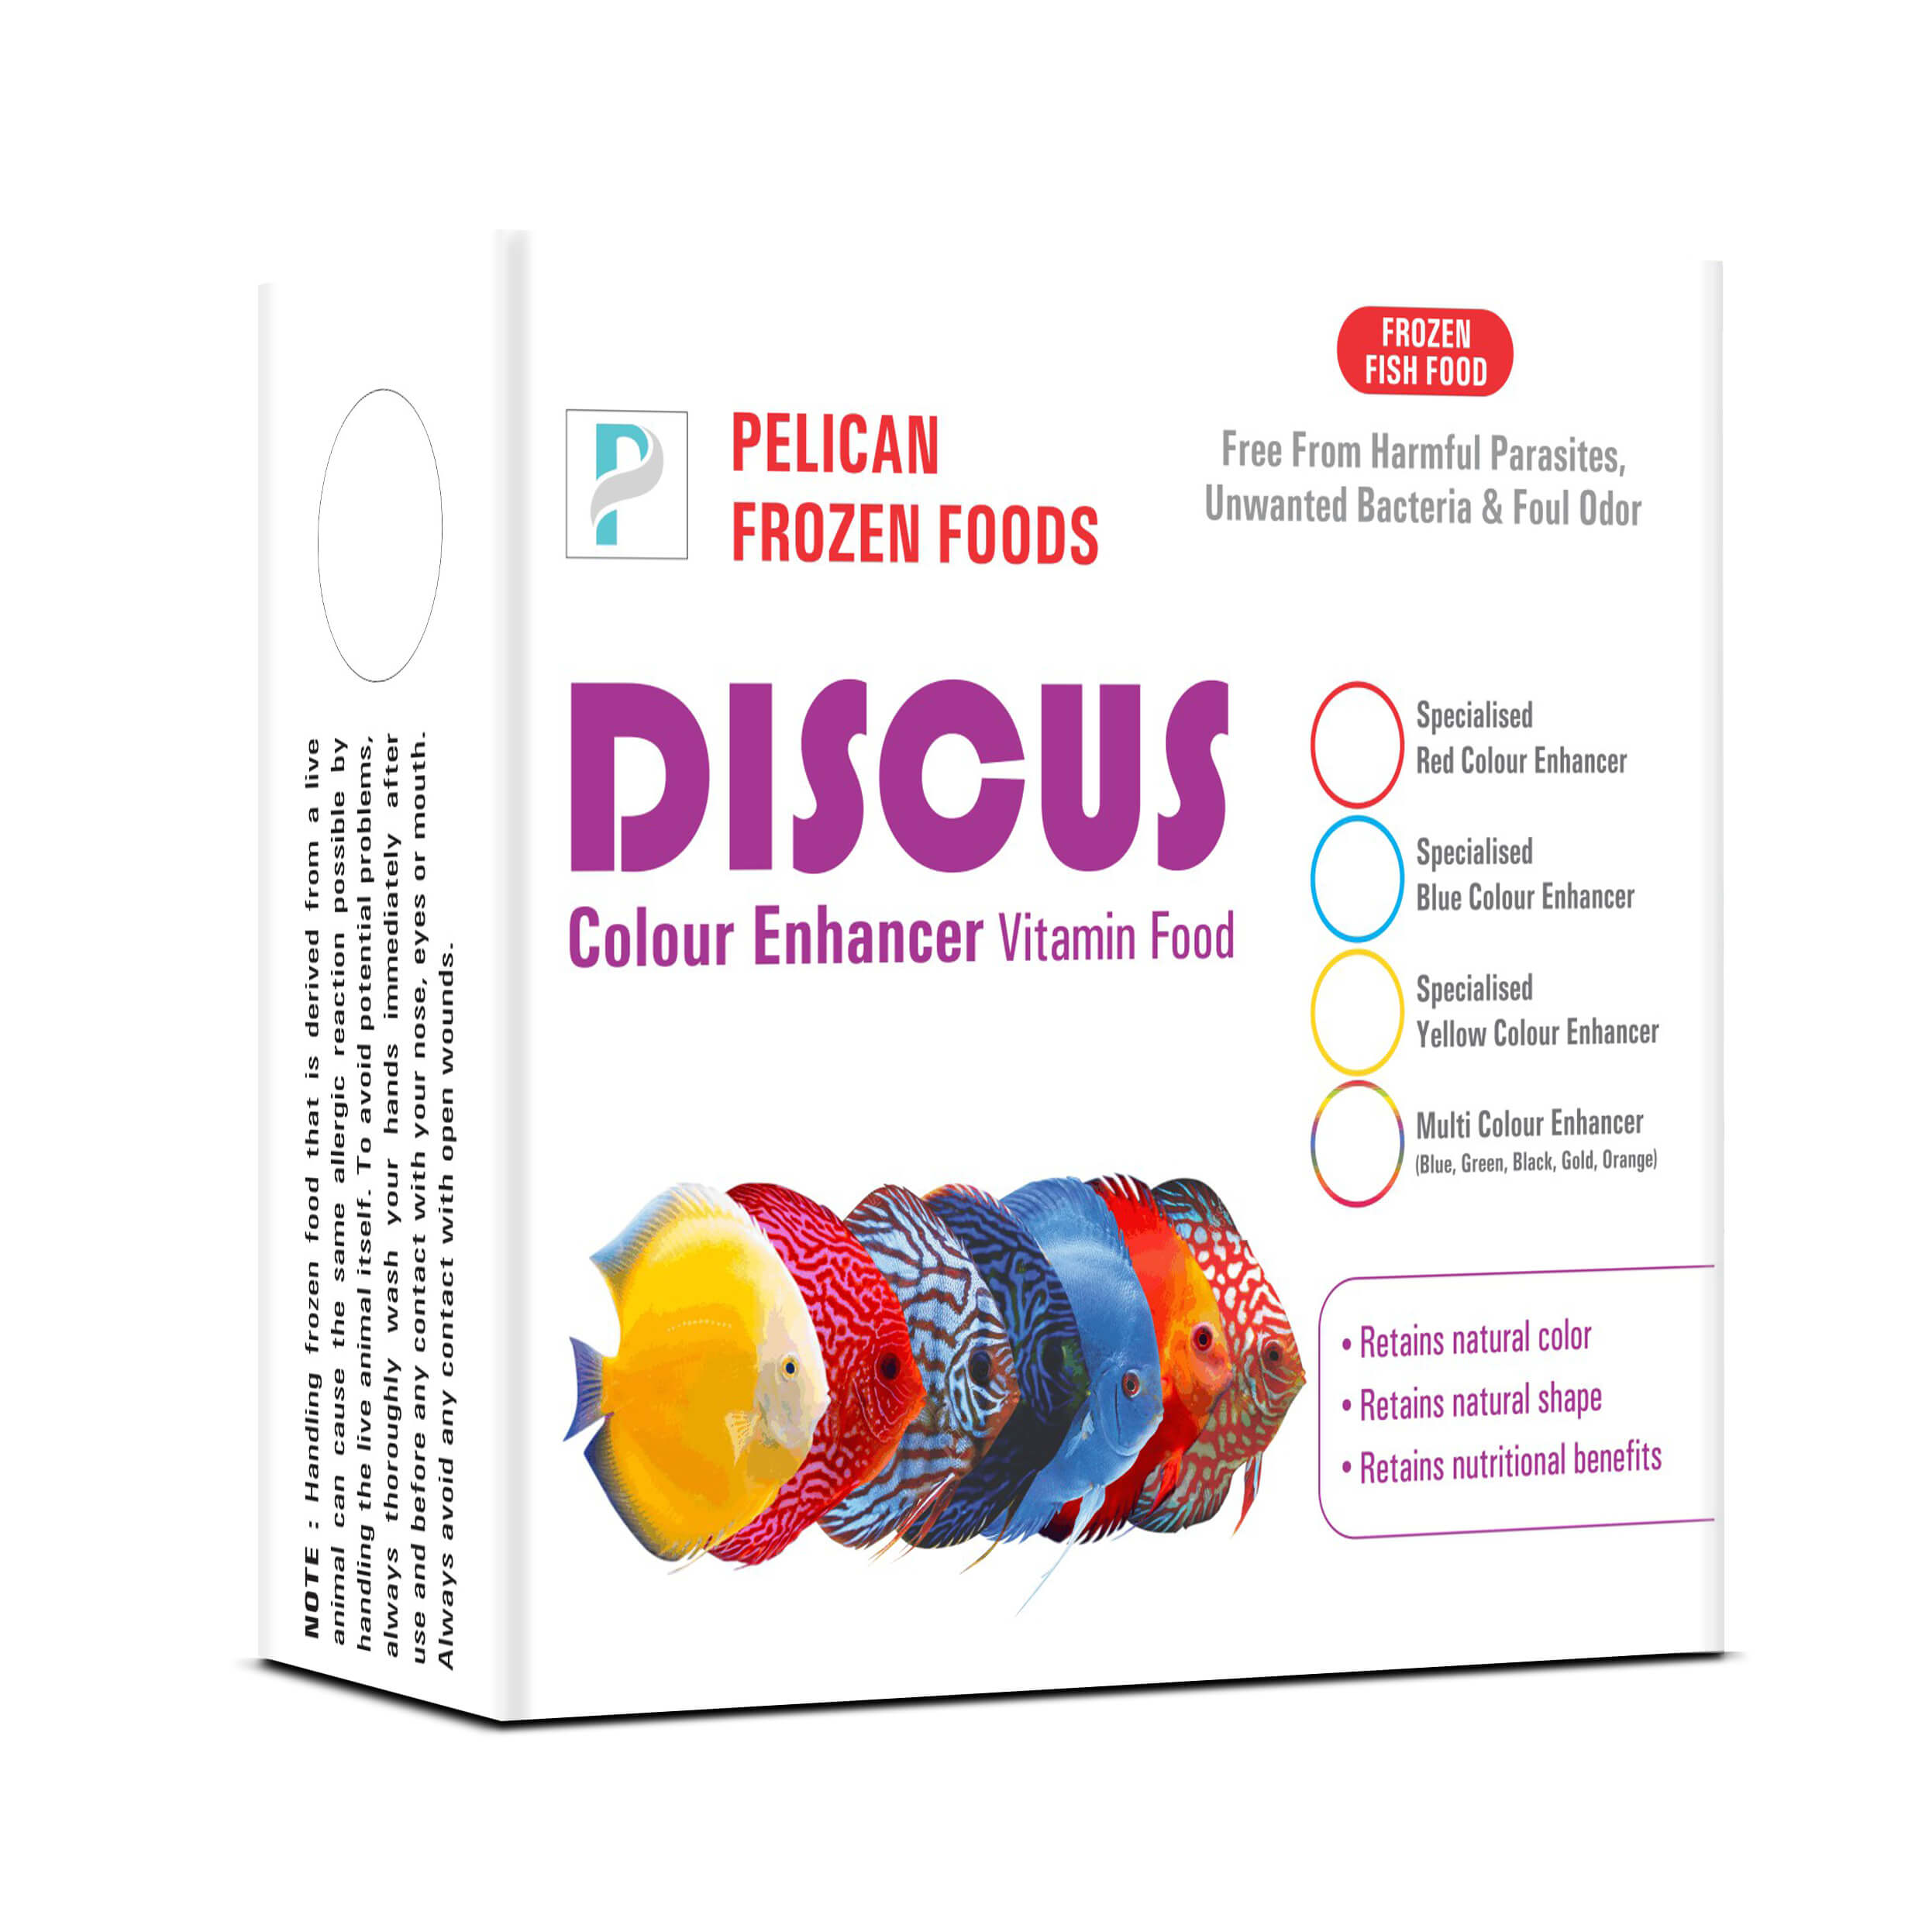 FROZEN
FISH FOOD
Free From Harmful Parasites,
Unwanted Bacteria & Foul Odor
P
PELICAN
FROZEN FOODS
DISCUS
Colour Enhancer Vitamin Food
Specialised
Red Colour Enhancer
Specialised
Blue Colour Enhancer
Specialised
Yellow Colour Enhancer
Multi Colour Enhancer
(Blue, Green, Black, Gold, Orange)
• Retains natural color
• Retains natural shape
• Retains nutritional benefits
NOTE : Handling frozen food that is derived from a live
animal can cause the same allergic reaction possible by
handling the live animal itself. To avoid potential problems,
always thoroughly wash your hands immediately after
use and before any contact with your nose, eyes or mouth.
Always avoid any contact with open wounds.